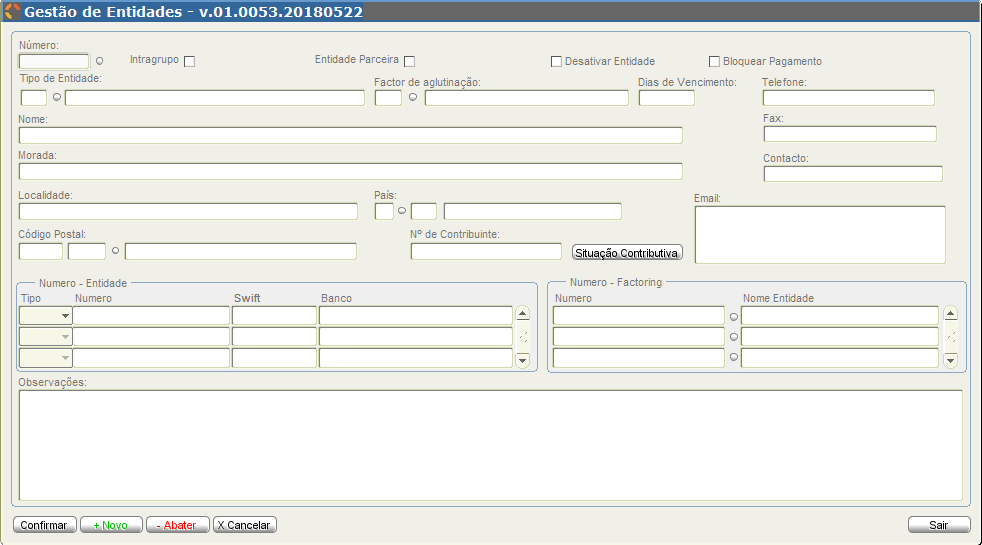 Gestão de Entidades - v.01.0053.20180522
Número:
Intragrupo
Entidade Parceira
Desativar Entidade
Bloquear Pagamento
Tipo de Entidade:
Factor de aglutinação:
Dias de Vencimento:
Telefone:
Nome:
Fax:
Morada:
Contacto:
Localidade:
País:
Email:
Código Postal:
Nº de Contribuinte:
Situação Contributiva
Numero - Entidade
Numero - Factoring
Tipo Numero Swift Banco
Numero Nome Entidade
Observações:
Confirmar + Novo - Abater X Cancelar Sair